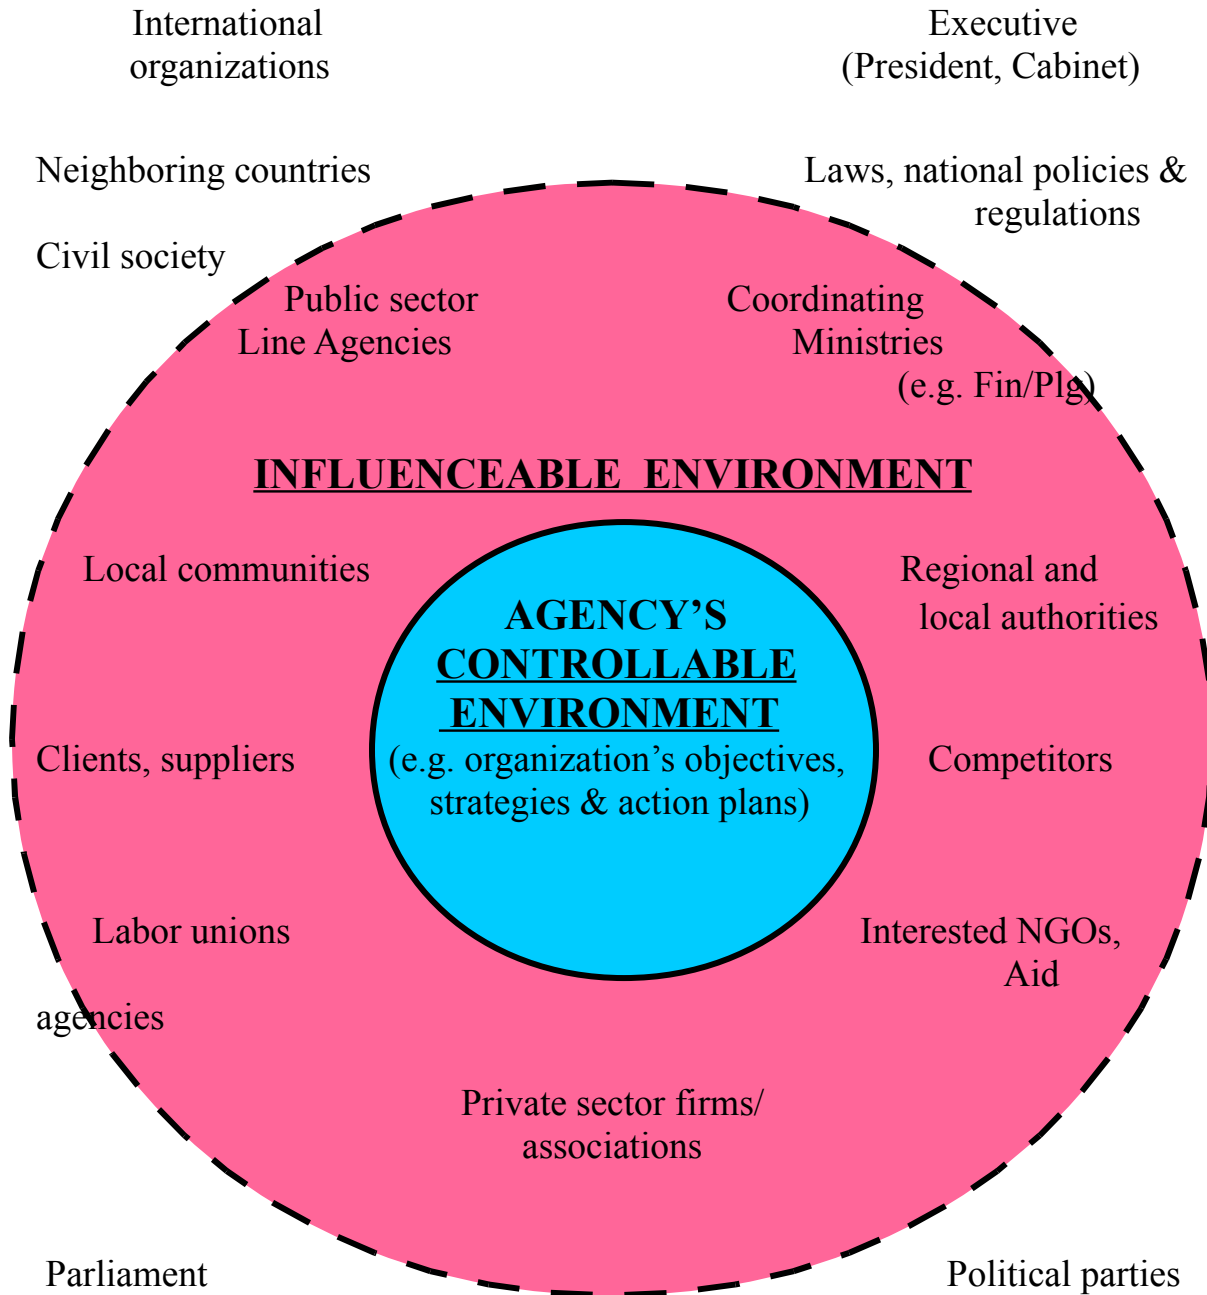 International
organizations
Executive
(President, Cabinet)
Neighboring countries
Laws, national policies &
regulations
Civil society
Public sector
Line Agencies
Coordinating
Ministries
(e.g. Fin/Plg)
INFLUENCEABLE ENVIRONMENT
Local communities
Regional and
local authorities
AGENCY’S
CONTROLLABLE
ENVIRONMENT
(e.g. organization’s objectives,
strategies & action plans)
Clients, suppliers
Competitors
Labor unions
Interested NGOs,
Aid
agencies
Private sector firms/
associations
Parliament
Political parties